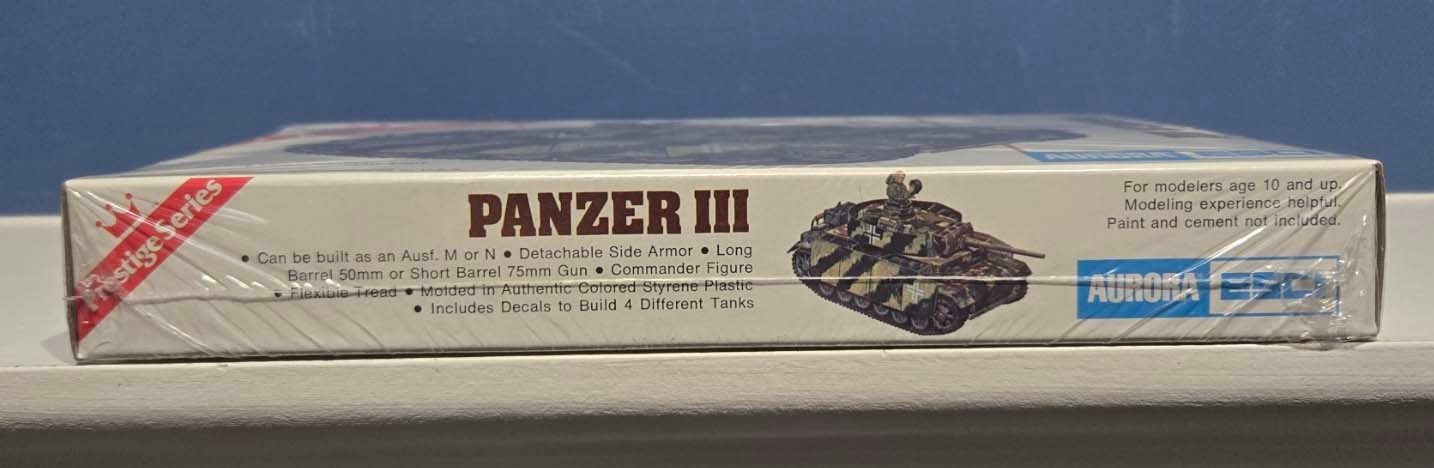 AURORA
Prestige Series
PANZER III
• Can be built as an Ausf. M or N • Detachable Side Armor • Long
Barrel 50mm or Short Barrel 75mm Gun • Commander Figure
• Flexible Tread • Molded in Authentic Colored Styrene Plastic
• Includes Decals to Build 4 Different Tanks
For modelers age 10 and up.
Modeling experience helpful.
Paint and cement not included.
AURORA ESCI